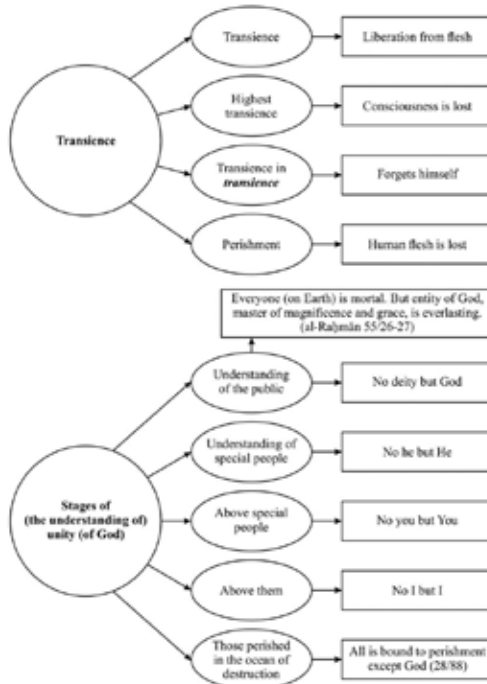 Transience
Liberation from flesh
Highest
transience
Consciousness is lost
Transience
Transience in
transience
Forgets himself
Perishment
Human flesh is lost
Everyone (on Earth) is mortal. But entity of God,
master of magnificence and grace, is everlasting.
(al-Raḥmān 55/26-27)
Understanding
of the public
No deity but God
Understanding of
special people
No he but He
Stages of
(the understanding of)
unity (of God)
Above special
people
No you but You
Above them
No I but I
Those perished
in the ocean of
destruction
All is bound to perishment
except God (28/88)